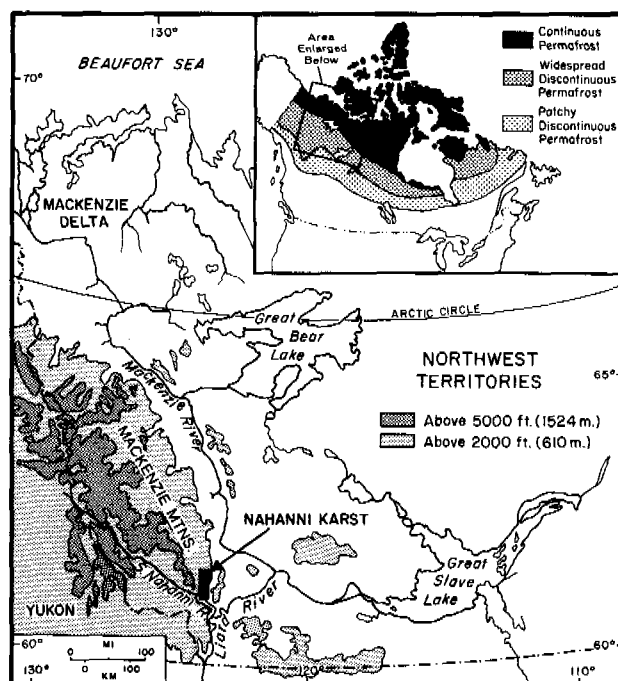 130°
70°
BEAUFORT SEA
Area
Enlarged
Below
Continuous
Permafrost
Widespread
Discontinuous
Permafrost
Patchy
Discontinuous
Permafrost
MACKENZIE
DELTA
ARCTIC CIRCLE
Great
Bear
Lake
65°
NORTHWEST
TERRITORIES
Above 5000 ft. (1524 m.)
Above 2000 ft. (610 m.)
Mackenzie River
MACKENZIE MTNS.
NAHANNI KARST
Great
Slave
Lake
S. Nahanni R.
Liard
River
YUKON
60°
MI
100 0 100
KM
130°
120°
60°
110°